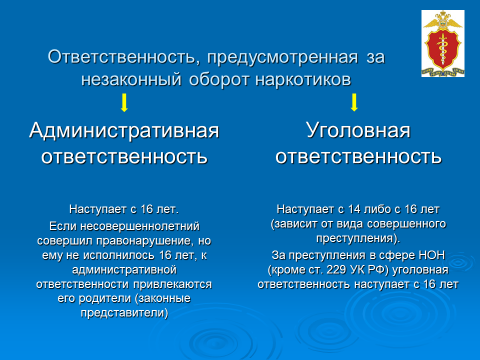 Ответственность, предусмотренная за
незаконный оборот наркотиков
Административная
ответственность
Наступает с 16 лет.
Если несовершеннолетний
совершил правонарушение, но
ему не исполнилось 16 лет, к
административной
ответственности привлекаются
его родители (законные
представители)
Уголовная
ответственность
Наступает с 14 либо с 16 лет
(зависит от вида совершенного
преступления).
За преступления в сфере НОН
(кроме ст. 229 УК РФ) уголовная
ответственность наступает с 16 лет